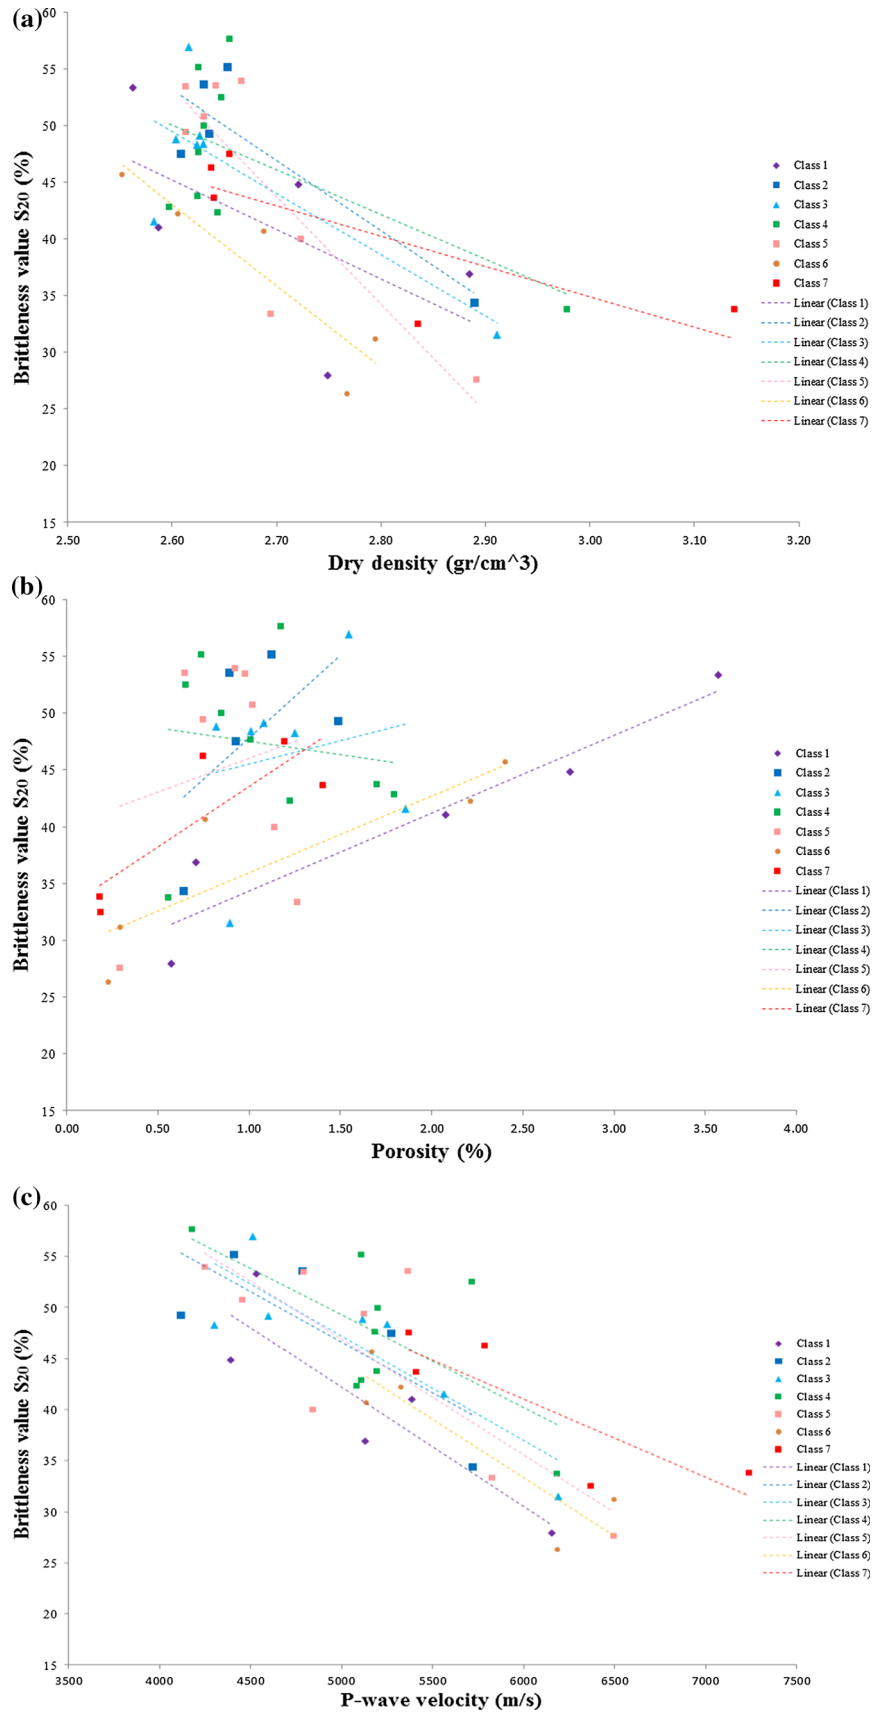 (a)
60
55
50
45
40
35
30
25
20
15
Brittleness value S20 (%)
2.50 2.60 2.70 2.80 2.90 3.00 3.10 3.20
Dry density (gr/cm^3)
Class 1
Class 2
Class 3
Class 4
Class 5
Class 6
Class 7
Linear (Class 1)
Linear (Class 2)
Linear (Class 3)
Linear (Class 4)
Linear (Class 5)
Linear (Class 6)
Linear (Class 7)
(b)
60
55
50
45
40
35
30
25
20
15
Brittleness value S20 (%)
0.00 0.50 1.00 1.50 2.00 2.50 3.00 3.50 4.00
Porosity (%)
Class 1
Class 2
Class 3
Class 4
Class 5
Class 6
Class 7
Linear (Class 1)
Linear (Class 2)
Linear (Class 3)
Linear (Class 4)
Linear (Class 5)
Linear (Class 6)
Linear (Class 7)
(c)
60
55
50
45
40
35
30
25
20
15
Brittleness value S20 (%)
3500 4000 4500 5000 5500 6000 6500 7000 7500
P-wave velocity (m/s)
Class 1
Class 2
Class 3
Class 4
Class 5
Class 6
Class 7
Linear (Class 1)
Linear (Class 2)
Linear (Class 3)
Linear (Class 4)
Linear (Class 5)
Linear (Class 6)
Linear (Class 7)